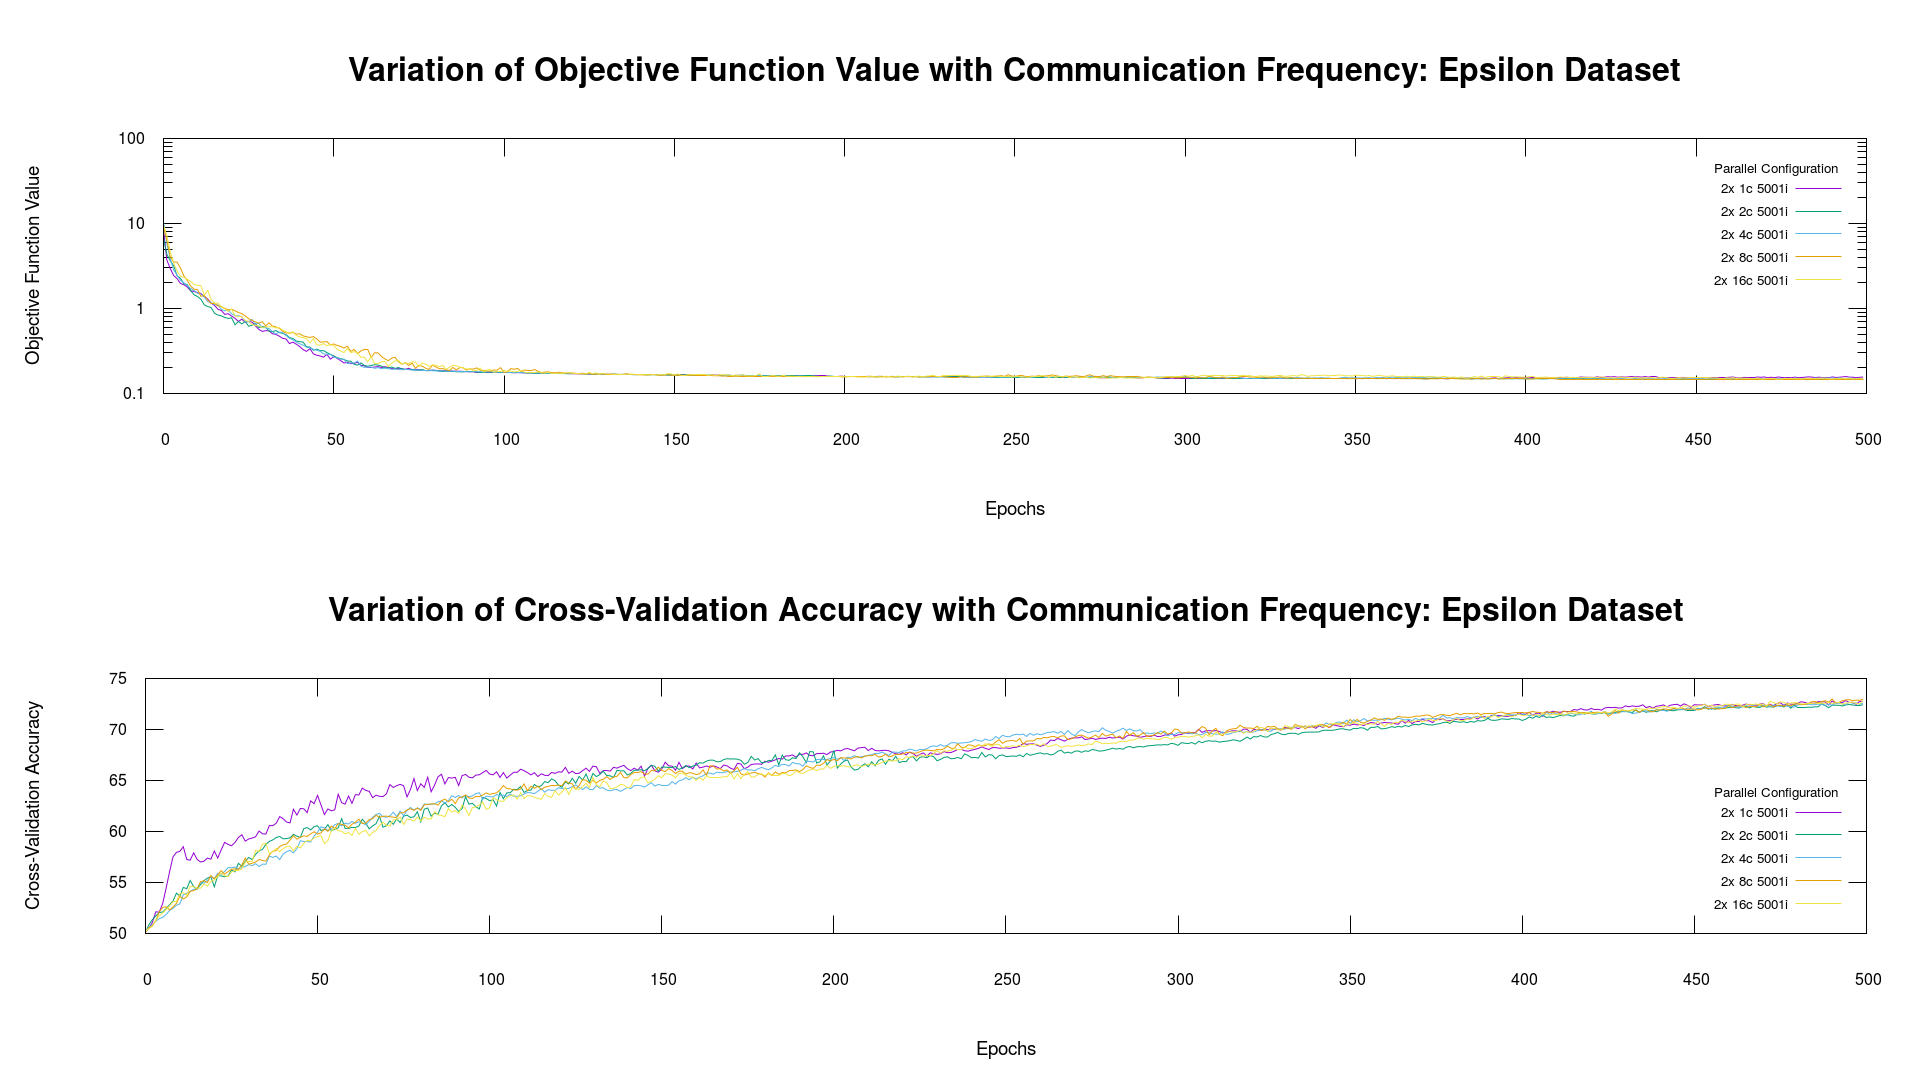 Variation of Objective Function Value with Communication Frequency: Epsilon Dataset
Objective Function Value
100
10
1
0.1
Parallel Configuration
2x 1c 5001i
2x 2c 5001i
2x 4c 5001i
2x 8c 5001i
2x 16c 5001i
0 50 100 150 200 250 300 350 400 450 500
Epochs
Variation of Cross-Validation Accuracy with Communication Frequency: Epsilon Dataset
Cross-Validation Accuracy
75
70
65
60
55
50
Parallel Configuration
2x 1c 5001i
2x 2c 5001i
2x 4c 5001i
2x 8c 5001i
2x 16c 5001i
0 50 100 150 200 250 300 350 400 450 500
Epochs